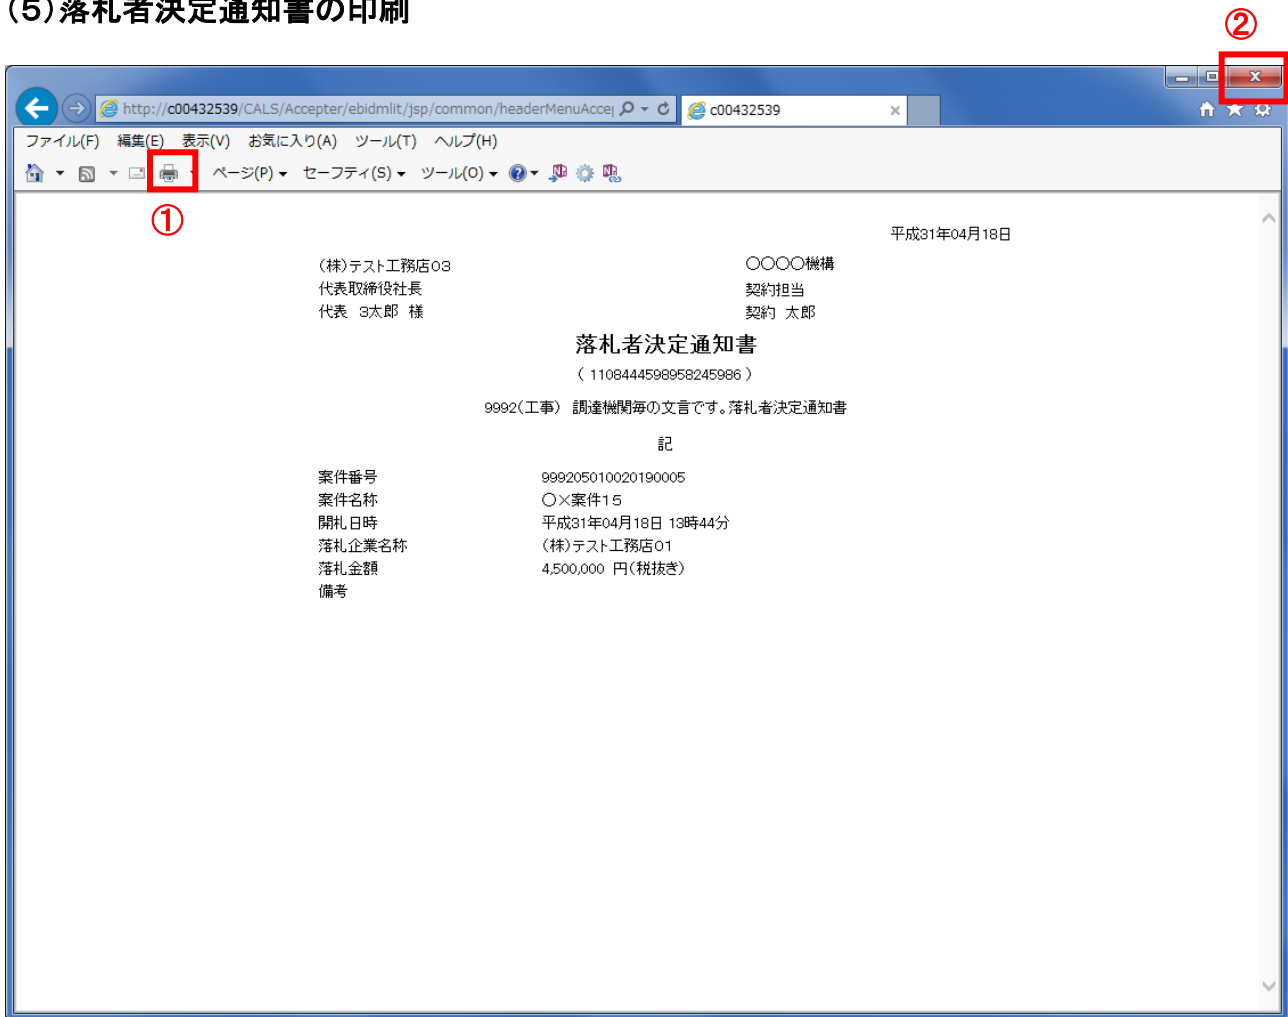 (5)落札者決定通知書の印刷
②
http://c00432539/CALS/Accepter/ebidmlit/jsp/common/headerMenuAccep
c00432539
ファイル(F) 編集(E) 表示(V) お気に入り(A) ツール(T) ヘルプ(H)
ページ(P) セーフティ(S) ツール(O)
①
平成31年04月18日
(株)テスト工務店03
○○○○機構
代表取締役社長
契約担当
代表 3太郎 様
契約 太郎
落札者決定通知書
( 1108444598958245986 )
9992(工事) 調達機関毎の文言です。落札者決定通知書
記
案件番号 999205010020190005
案件名称 ○×案件15
開札日時 平成31年04月18日 13時44分
落札企業名称 (株)テスト工務店01
落札金額 4,500,000 円(税抜き)
備考